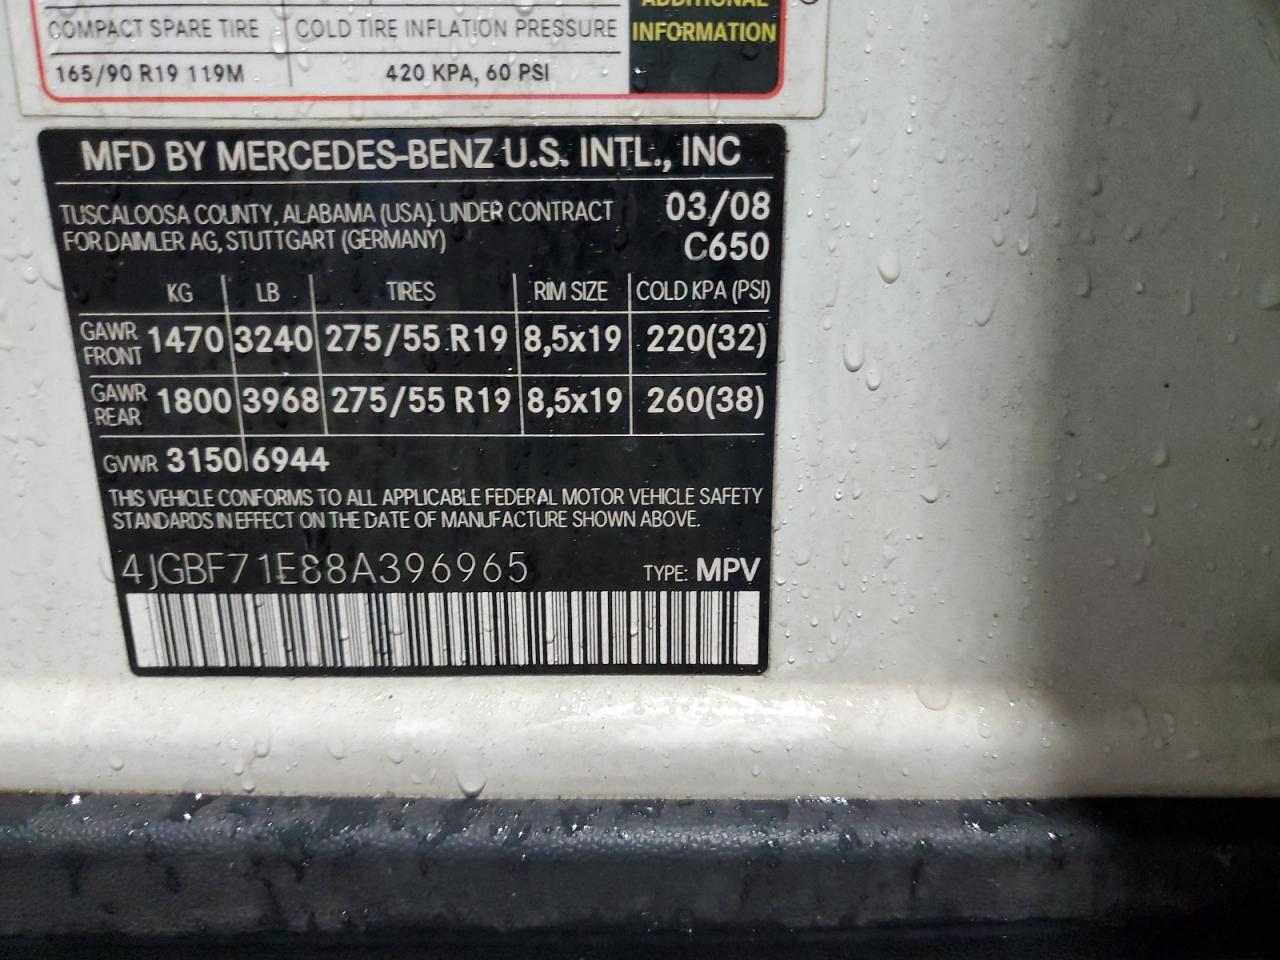 ADDITIONAL
COMPACT SPARE TIRE COLD TIRE INFLATION PRESSURE INFORMATION
165/90 R19 119M 420 KPA, 60 PSI
MFD BY MERCEDES-BENZ U.S. INTL., INC
TUSCALOOSA COUNTY, ALABAMA (USA), UNDER CONTRACT 03/08
FOR DAIMLER AG, STUTTGART (GERMANY) C650
KG LB TIRES RIM SIZE COLD KPA (PSI)
GAWR FRONT 1470 3240 275/55 R19 8,5x19 220(32)
GAWR REAR 1800 3968 275/55 R19 8,5x19 260(38)
GVWR 3150 6944
THIS VEHICLE CONFORMS TO ALL APPLICABLE FEDERAL MOTOR VEHICLE SAFETY
STANDARDS IN EFFECT ON THE DATE OF MANUFACTURE SHOWN ABOVE.
4JGBF71E88A396965 TYPE: MPV